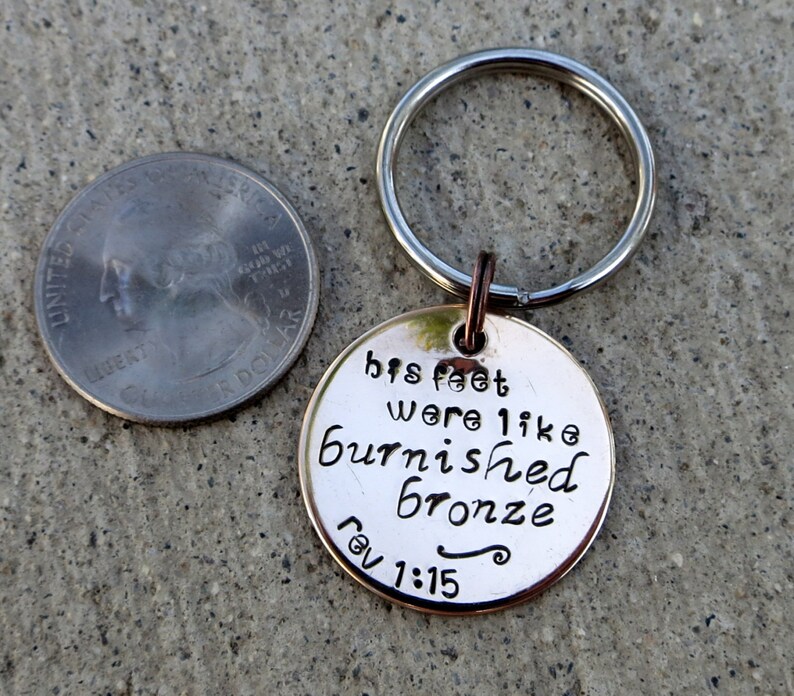 UNITED STATES OF AMERICA
IN
GOD WE
TRUST
LIBERTY
QUARTER DOLLAR
his feet
were like
burnished
bronze
rev 1:15